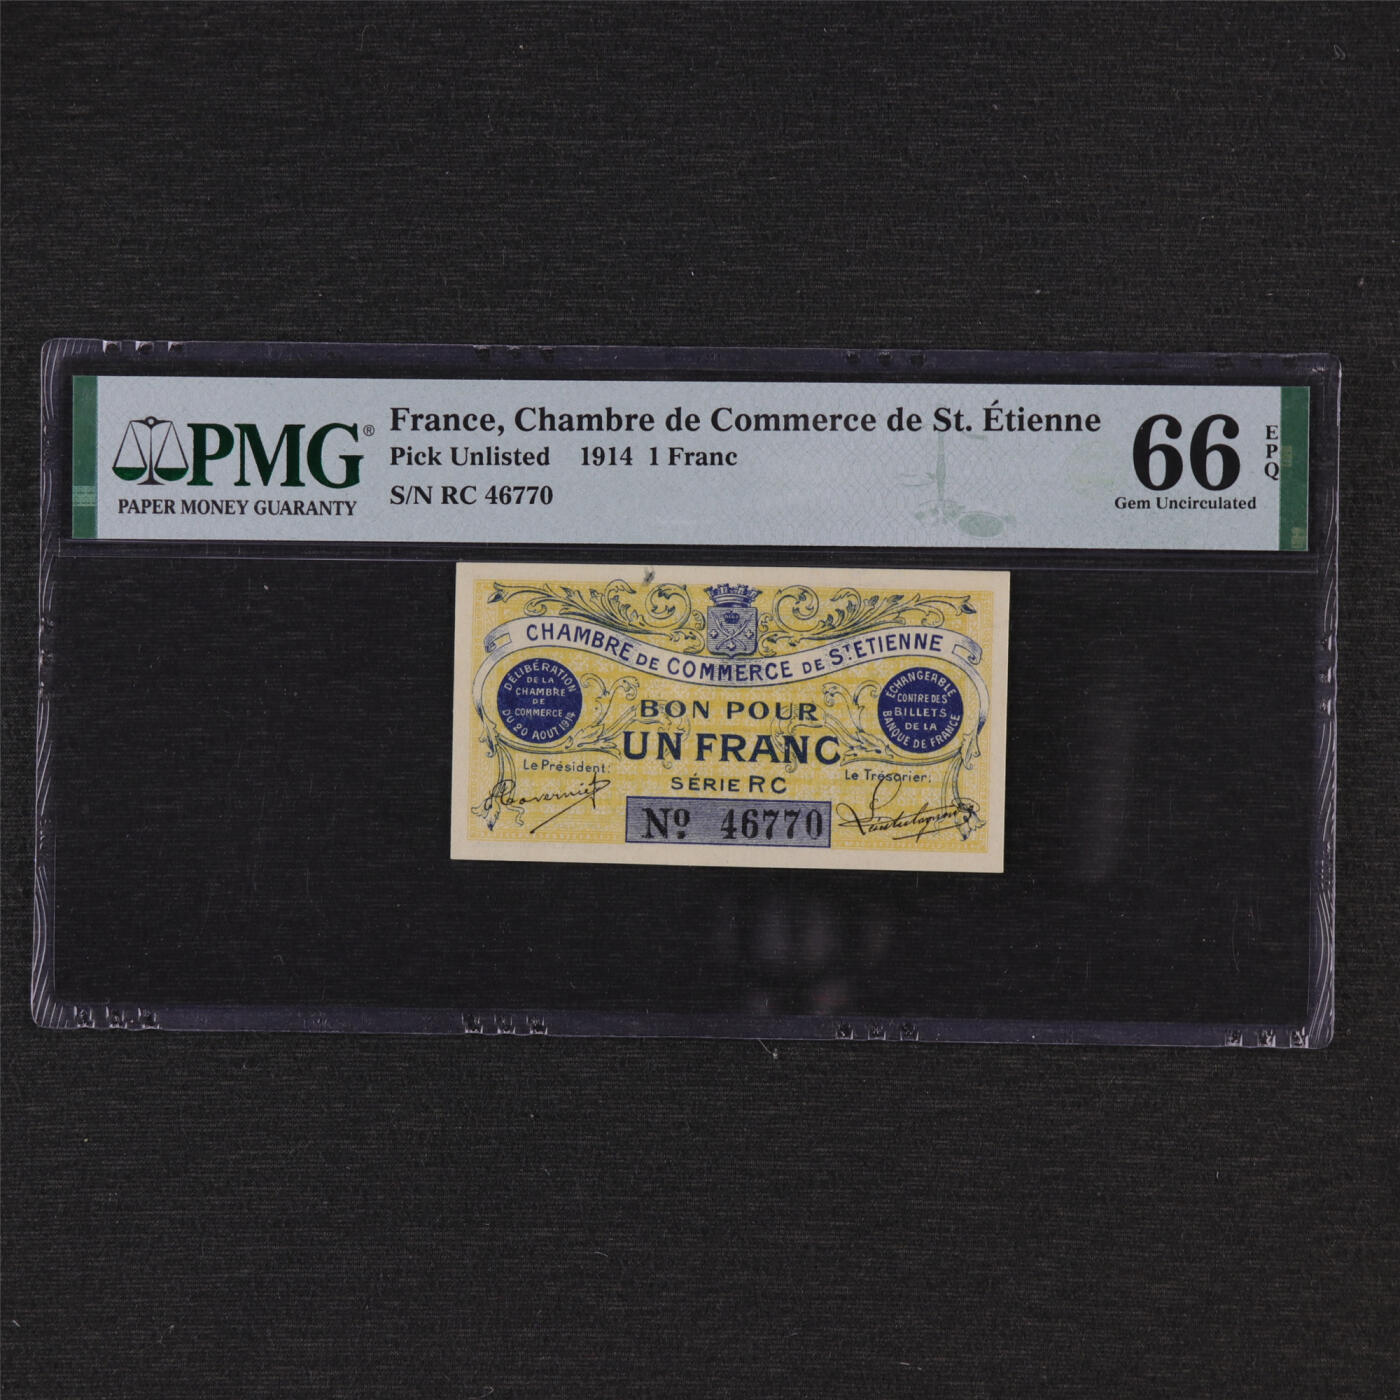 PMG®
PAPER MONEY GUARANTY
France, Chambre de Commerce de St. Étienne
Pick Unlisted 1914 1 Franc
S/N RC 46770
66
EPQ
Gem Uncirculated
CHAMBRE DE COMMERCE DE ST ETIENNE
DÉLIBÉRATION
DE LA
CHAMBRE
DE
COMMERCE
DU 20 AOUT 1914
ECHANGEABLE
CONTRE DES
BILLETS
DE LA
BANQUE DE FRANCE
BON POUR
UN FRANC
SÉRIE RC
Le Président:
Le Trésorier:
Nº 46770